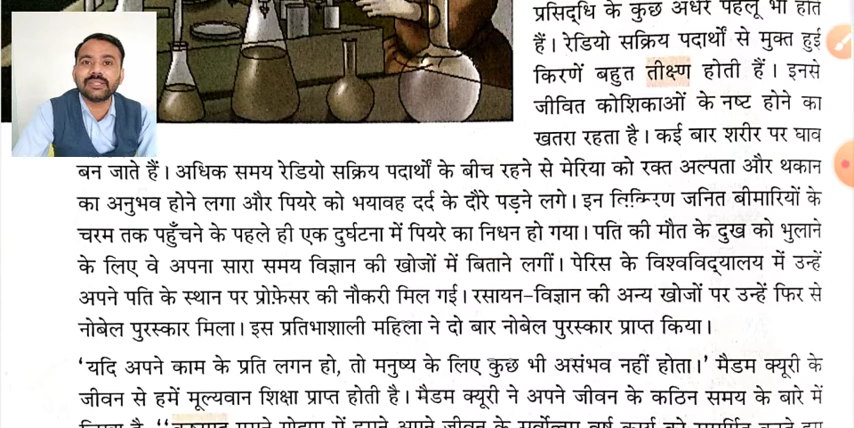 प्रसिद्धि के कुछ अंधेरे पहलू भी होते
हैं। रेडियो सक्रिय पदार्थों से मुक्त हुई
किरणें बहुत तीक्ष्ण होती हैं। इनसे
जीवित कोशिकाओं के नष्ट होने का
खतरा रहता है। कई बार शरीर पर घाव
बन जाते हैं। अधिक समय रेडियो सक्रिय पदार्थों के बीच रहने से मेरिया को रक्त अल्पता और थकान
का अनुभव होने लगा और पियरे को भयावह दर्द के दौरे पड़ने लगे। इन विकिरण जनित बीमारियों के
चरम तक पहुँचने के पहले ही एक दुर्घटना में पियरे का निधन हो गया। पति की मौत के दुख को भुलाने
के लिए वे अपना सारा समय विज्ञान की खोजों में बिताने लगीं। पेरिस के विश्वविद्यालय में उन्हें
अपने पति के स्थान पर प्रोफ़ेसर की नौकरी मिल गई। रसायन-विज्ञान की अन्य खोजों पर उन्हें फिर से
नोबेल पुरस्कार मिला। इस प्रतिभाशाली महिला ने दो बार नोबेल पुरस्कार प्राप्त किया।
‘यदि अपने काम के प्रति लगन हो, तो मनुष्य के लिए कुछ भी असंभव नहीं होता।’ मैडम क्यूरी के
जीवन से हमें मूल्यवान शिक्षा प्राप्त होती है। मैडम क्यूरी ने अपने जीवन के कठिन समय के बारे में